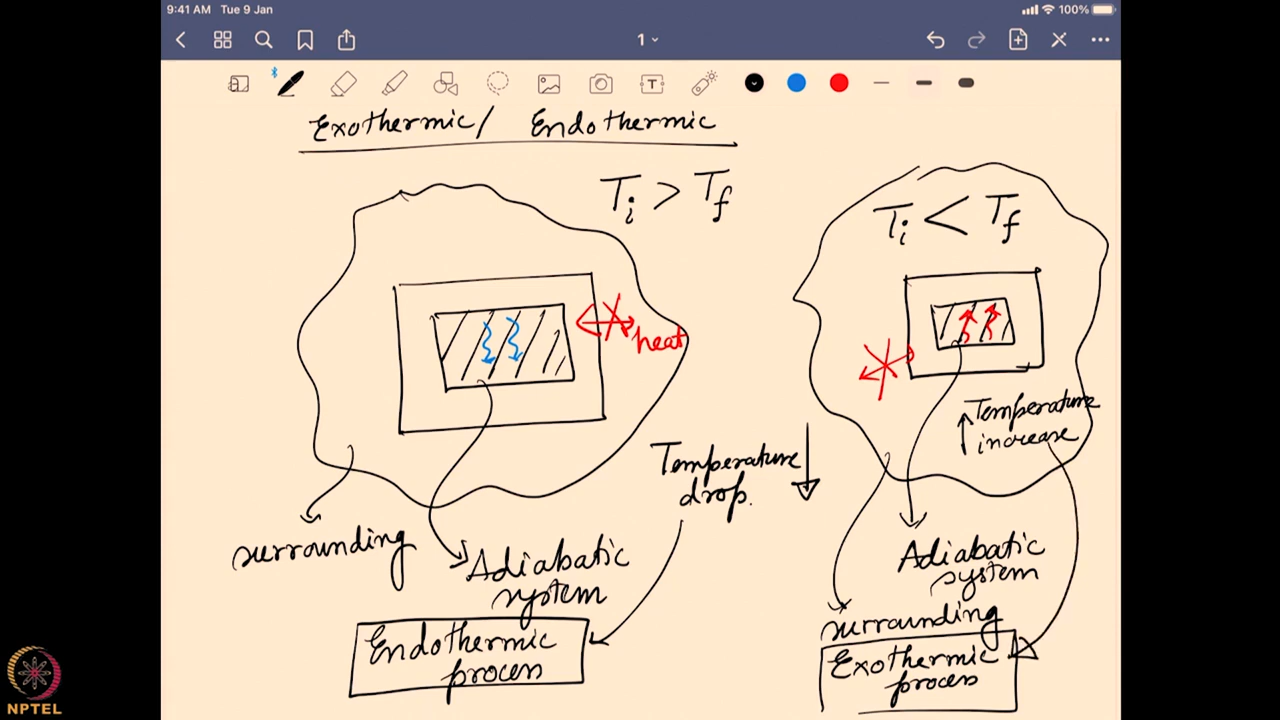 9:41 AM Tue 9 Jan
100%
1
T
Exothermic / Endothermic
Ti > Tf
Ti < Tf
heat
Temperature
increase
Temperature
drop.
surrounding
Adiabatic
system
Adiabatic
system
surrounding
Endothermic
process
Exothermic
process
NPTEL